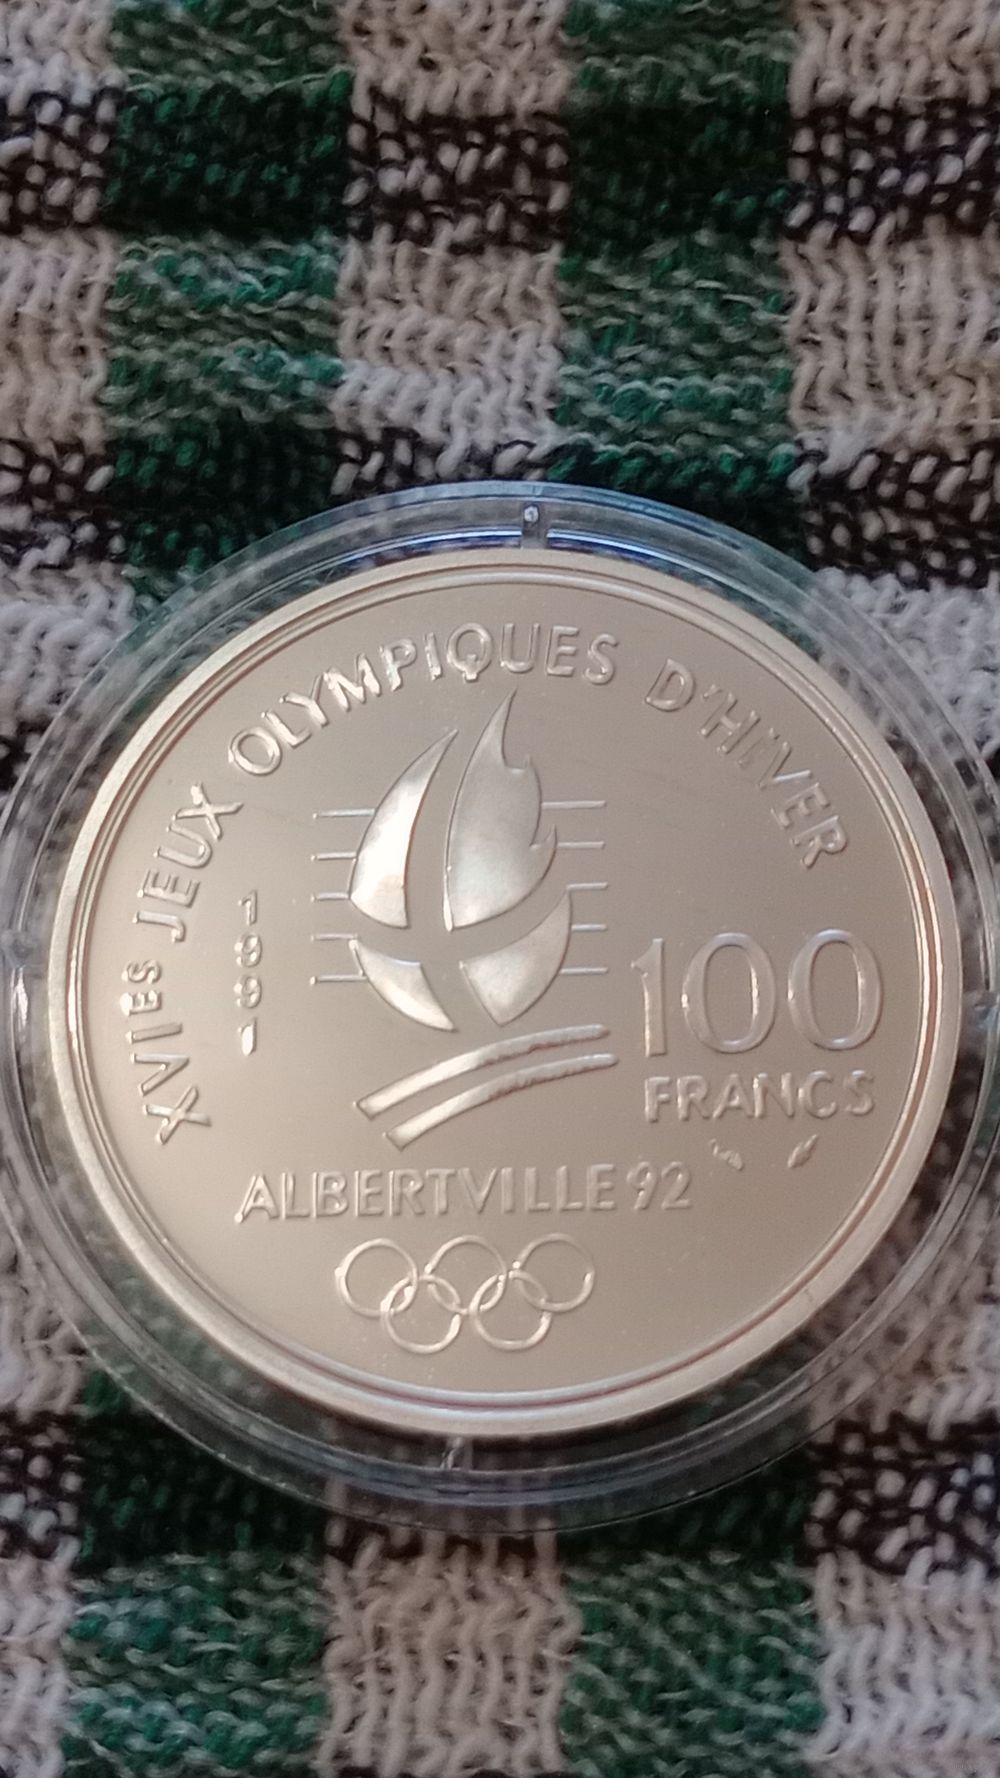 XVIES JEUX OLYMPIQUES D'HIVER
1991
100
FRANCS
ALBERTVILLE 92